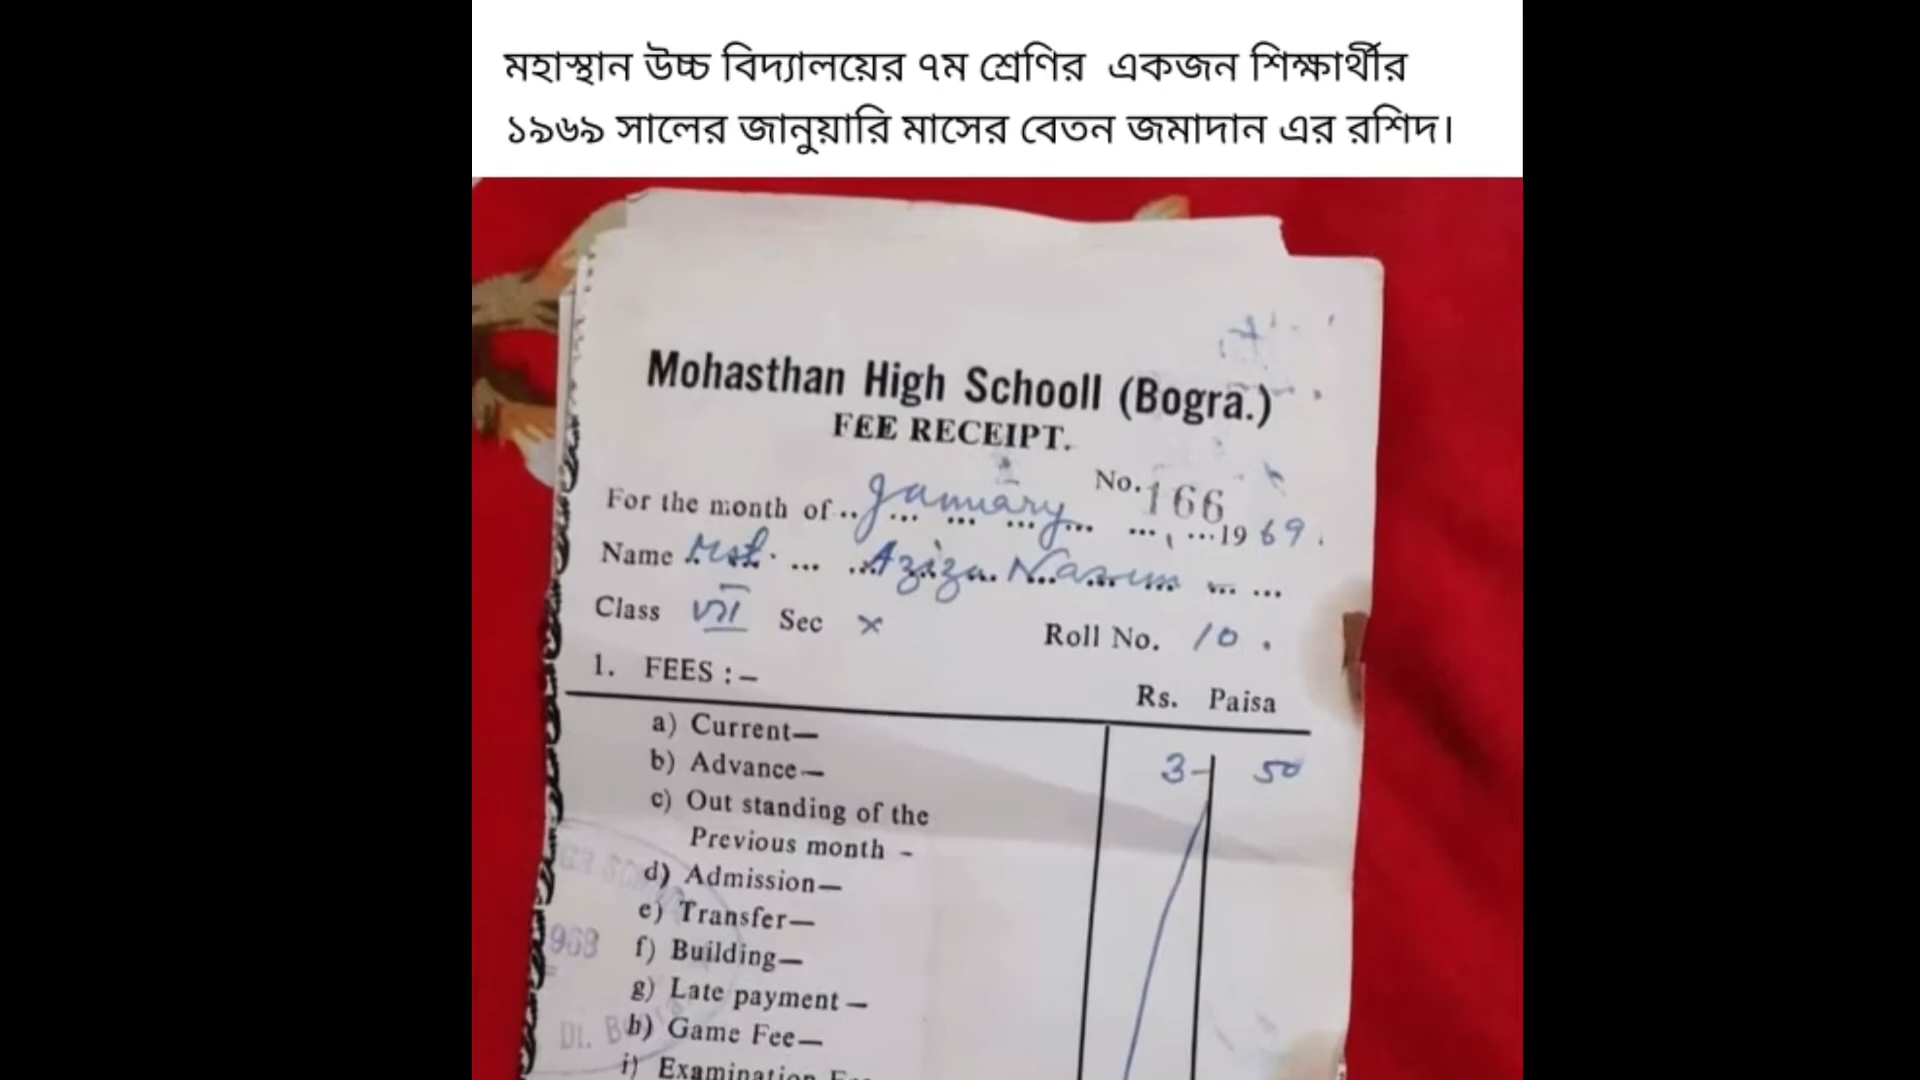 মহাস্থান উচ্চ বিদ্যালয়ের ৭ম শ্রেণির একজন শিক্ষার্থীর
১৯৬৯ সালের জানুয়ারি মাসের বেতন জমাদান এর রশিদ।
Mohasthan High Schooll (Bogra.)
FEE RECEIPT.
No. 166
For the month of January 1969.
Name Mst. Aziza Nasrin
Class VII Sec × Roll No. 10.
1. FEES :—
Rs. Paisa
a) Current—
b) Advance— 3 - 50
c) Out standing of the
Previous month -
d) Admission—
e) Transfer—
f) Building—
g) Late payment —
h) Game Fee—
i) Examination